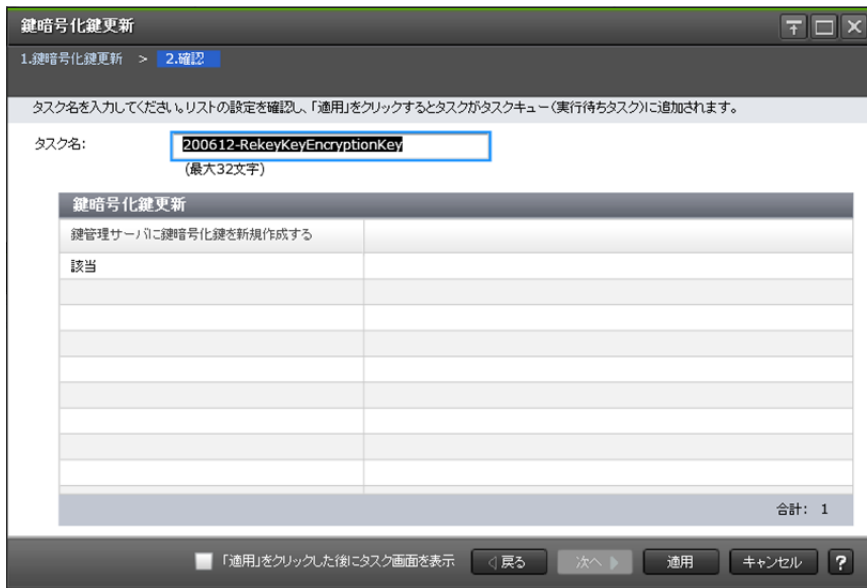 鍵暗号化鍵更新
1.鍵暗号化鍵更新 > 2.確認
タスク名を入力してください。リストの設定を確認し、「適用」をクリックするとタスクがタスクキュー(実行待ちタスク)に追加されます。
タスク名: 200612-RekeyKeyEncryptionKey
(最大32文字)
鍵暗号化鍵更新
鍵管理サーバに鍵暗号化鍵を新規作成する
該当
合計: 1
「適用」をクリックした後にタスク画面を表示 戻る 次へ 適用 キャンセル ?